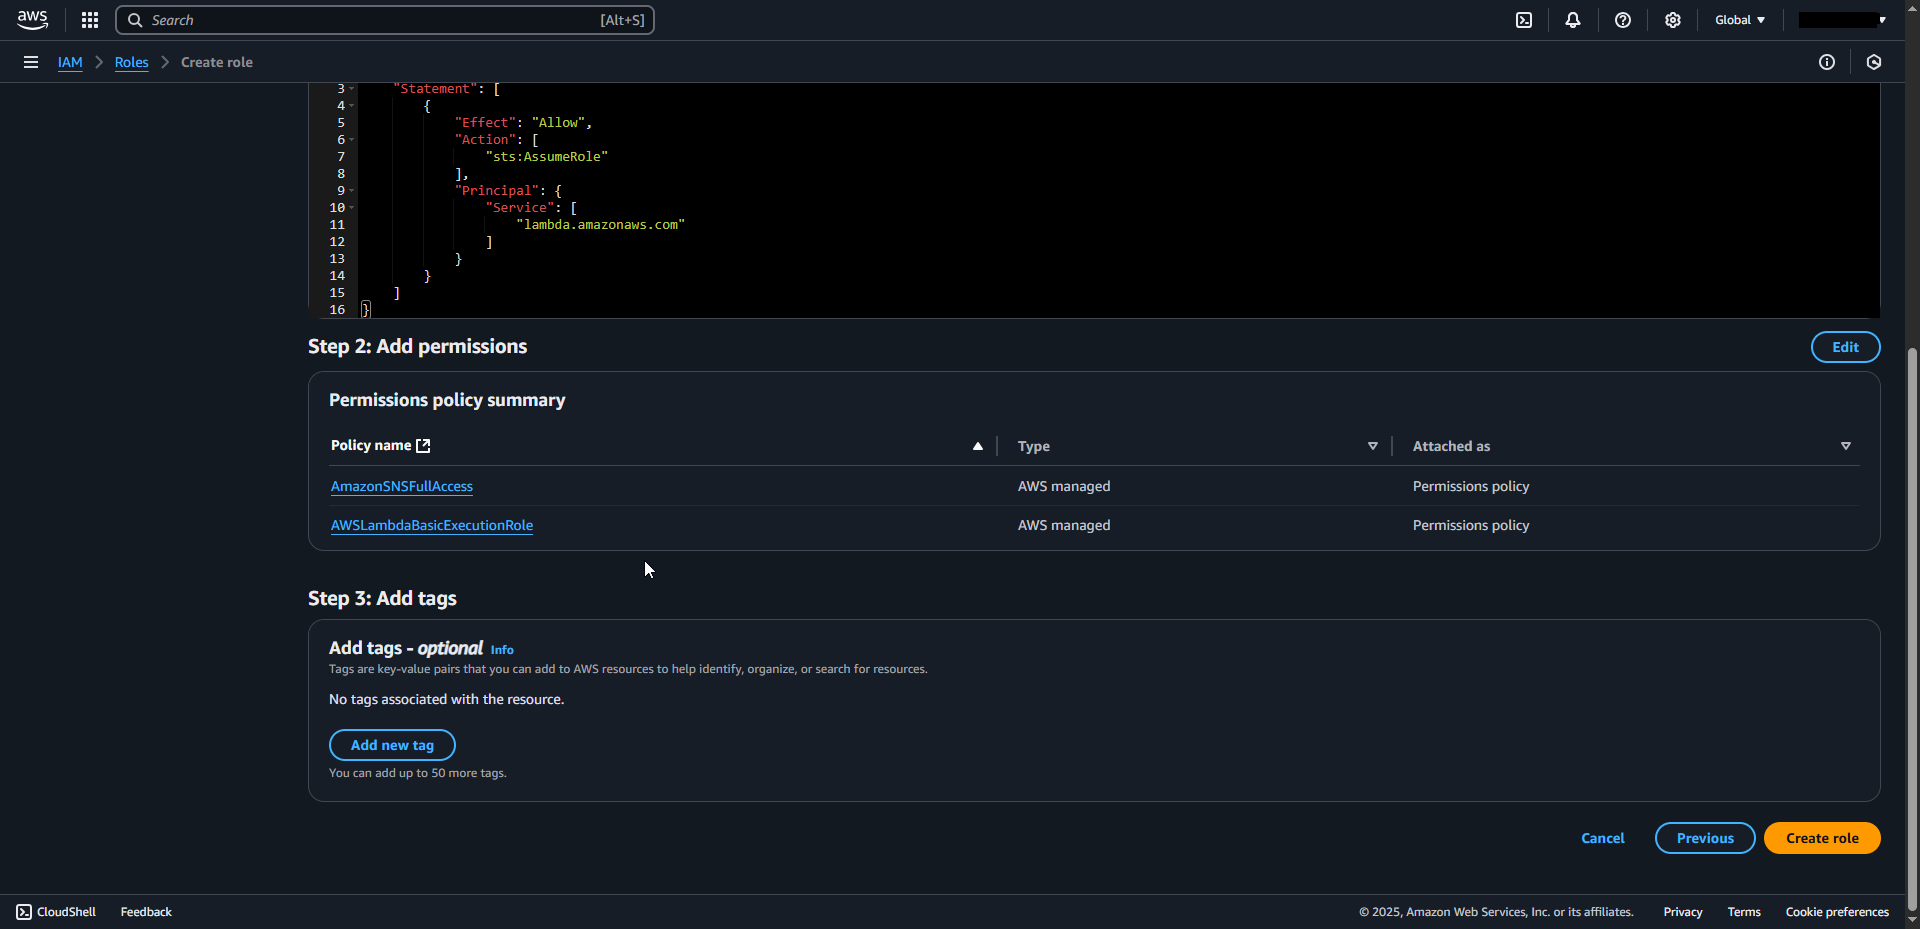 aws
Search [Alt+S] Global
IAM Roles Create role
3 "Statement": [
4 {
5 "Effect": "Allow",
6 "Action": [
7 "sts:AssumeRole"
8 ],
9 "Principal": {
10 "Service": [
11 "lambda.amazonaws.com"
12 ]
13 }
14 }
15 ]
16 }
Step 2: Add permissions
Edit
Permissions policy summary
Policy name Type Attached as
AmazonSNSFullAccess AWS managed Permissions policy
AWSLambdaBasicExecutionRole AWS managed Permissions policy
Step 3: Add tags
Add tags - optional Info
Tags are key-value pairs that you can add to AWS resources to help identify, organize, or search for resources.
No tags associated with the resource.
Add new tag
You can add up to 50 more tags.
Cancel Previous Create role
CloudShell Feedback © 2025, Amazon Web Services, Inc. or its affiliates. Privacy Terms Cookie preferences